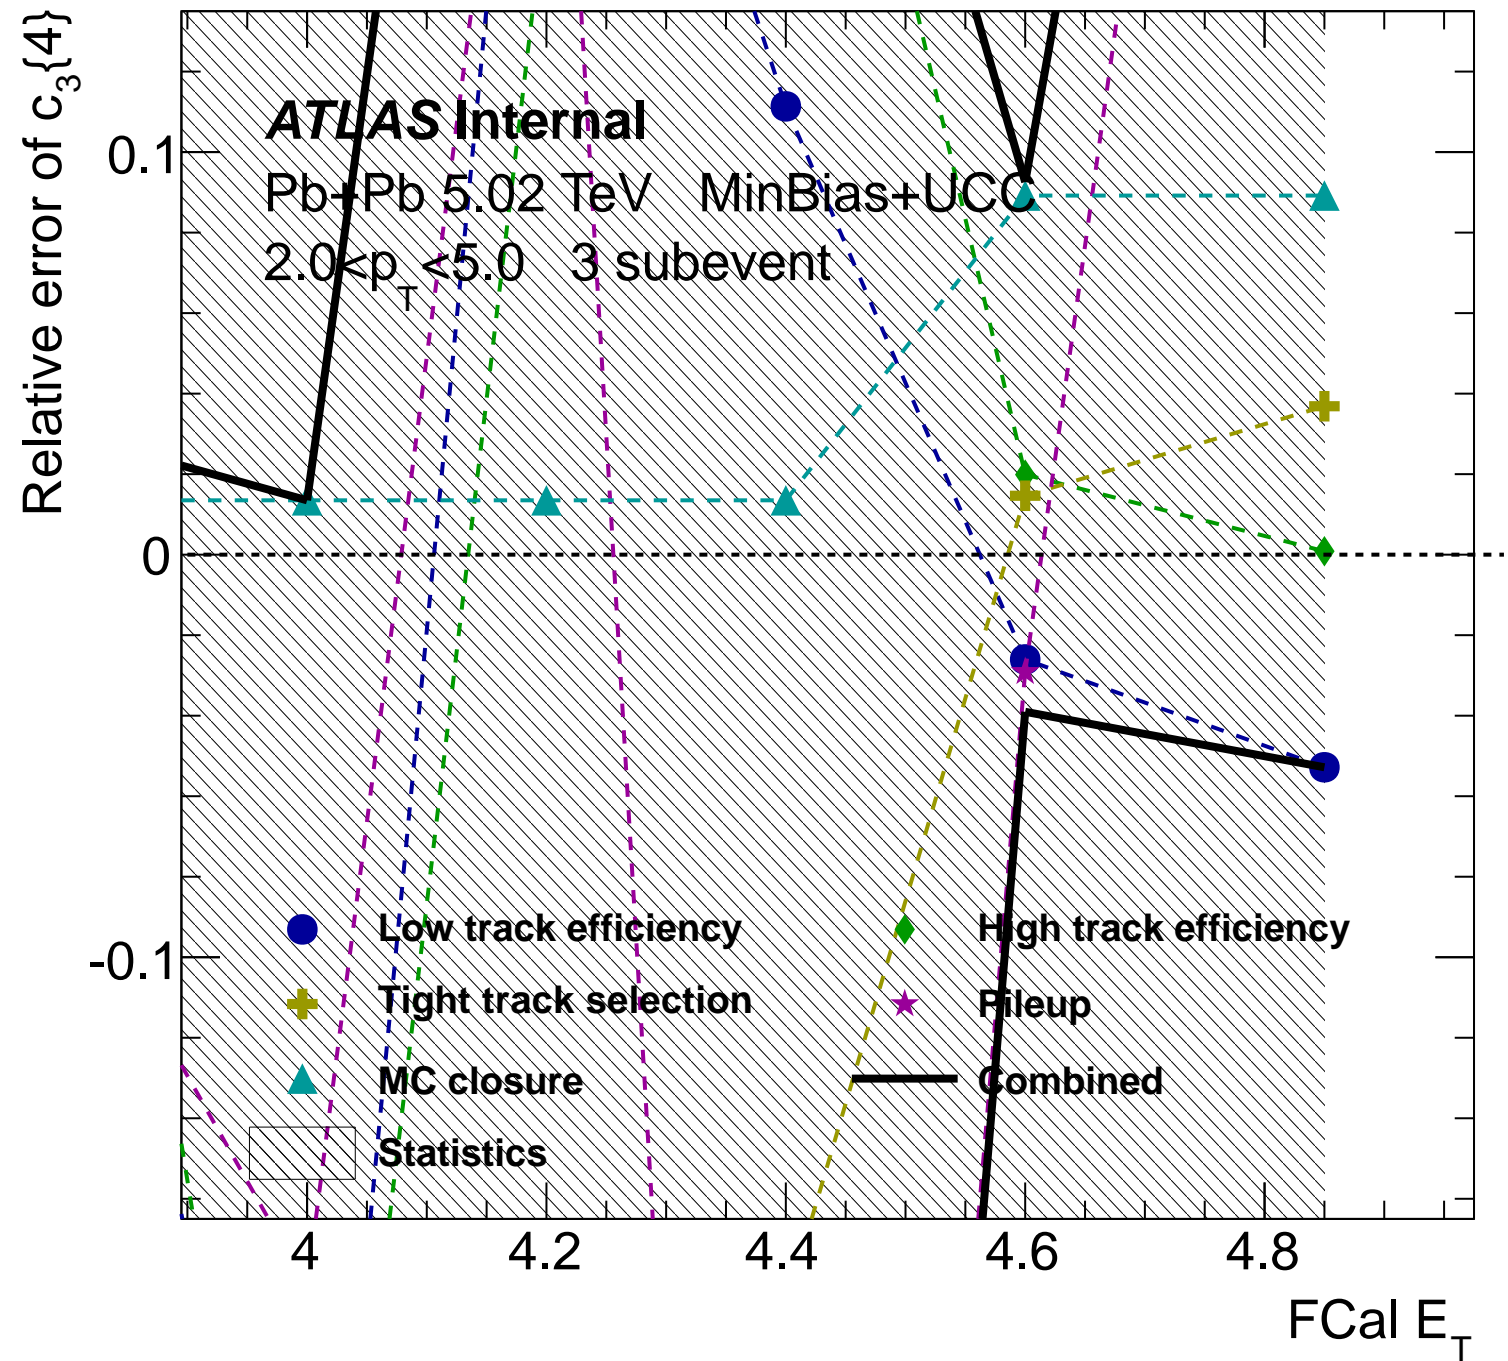 Relative error of c₃{4}
0.1
0
-0.1
ATLAS Internal
Pb+Pb 5.02 TeV MinBias+UCC
2.0<p_T <5.0 3 subevent
Low track efficiency
High track efficiency
Tight track selection
Pileup
MC closure
Combined
Statistics
4 4.2 4.4 4.6 4.8
FCal E_T